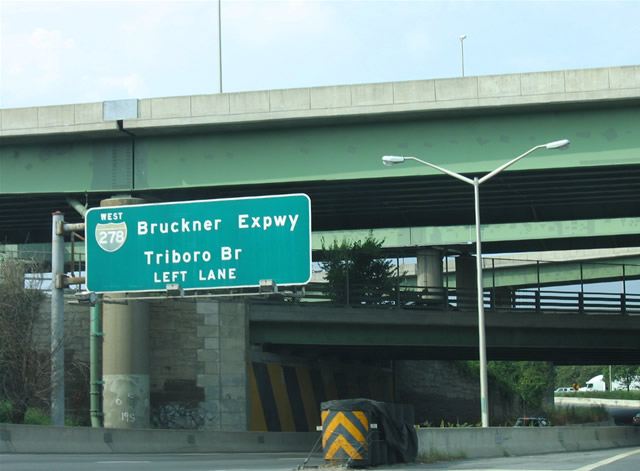 WEST
278
Bruckner Expwy
Triboro Br
LEFT LANE